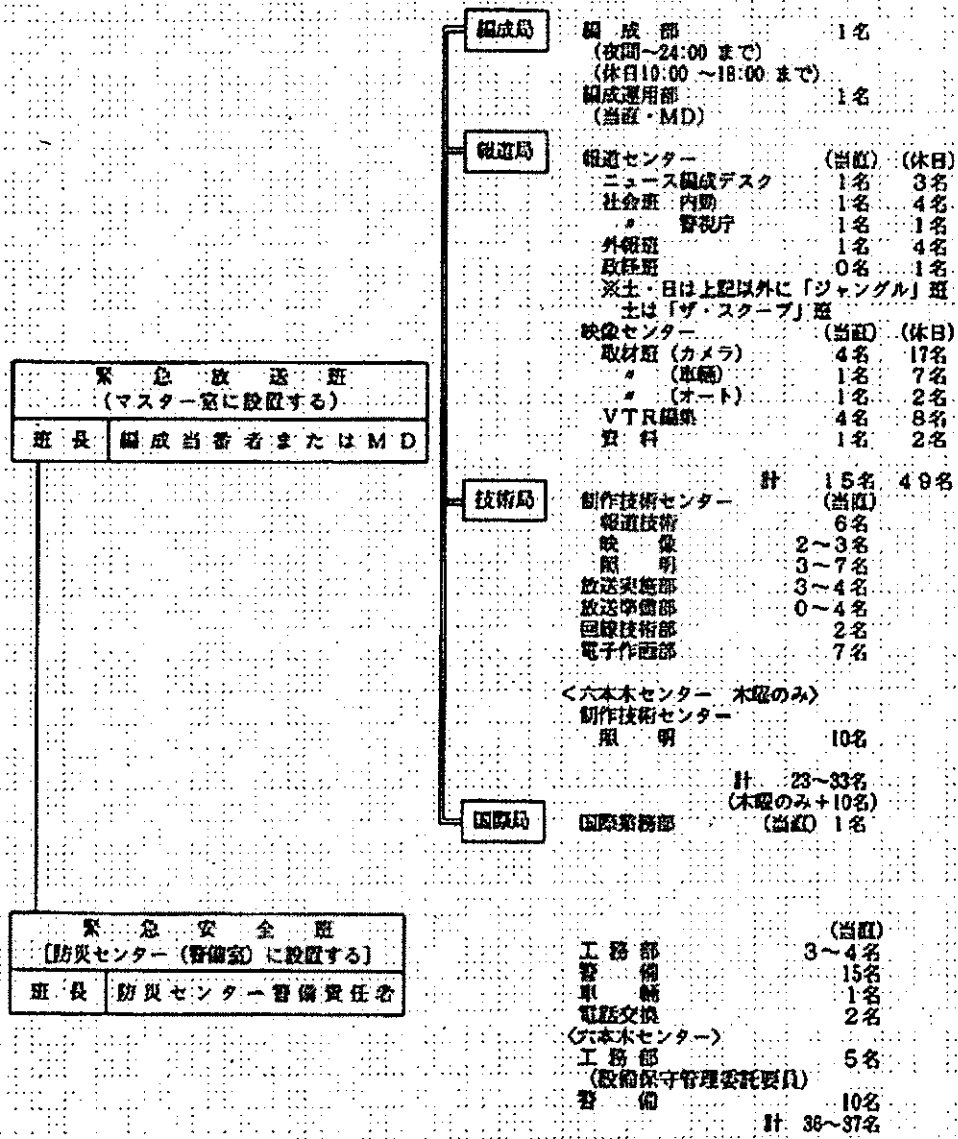 編成局
編成部 1名
(夜間～24:00 まで)
(休日10:00 ～18:00 まで)
編成運用部 1名
(当直・MD)
報道局
報道センター (当直) (休日)
ニュース編成デスク 1名 3名
社会班 内勤 1名 4名
〃 警視庁 1名 1名
外報班 1名 4名
政経班 0名 1名
※土・日は上記以外に「ジャングル」班
土は「ザ・スクープ」班
映像センター (当直) (休日)
取材班 (カメラ) 4名 17名
〃 (車輛) 1名 7名
〃 (オート) 1名 2名
VTR編集 4名 8名
資料 1名 2名
計 15名 49名
緊急放送班
(マスター室に設置する)
班長 編成当番者またはMD
技術局
制作技術センター (当直)
報道技術 6名
映像 2～3名
照明 3～7名
放送実施部 3～4名
放送準備部 0～4名
回線技術部 2名
電子作画部 7名
<六本木センター 木曜のみ>
制作技術センター
照明 10名
計 23～33名
(木曜のみ+10名)
国際局
国際業務部 (当直) 1名
緊急安全班
[防災センター (警備室) に設置する]
班長 防災センター警備責任者
(当直)
工務部 3～4名
警備 15名
車輛 1名
電話交換 2名
<六本木センター>
工務部 5名
(設備保守管理委託要員)
警備 10名
計 36～37名